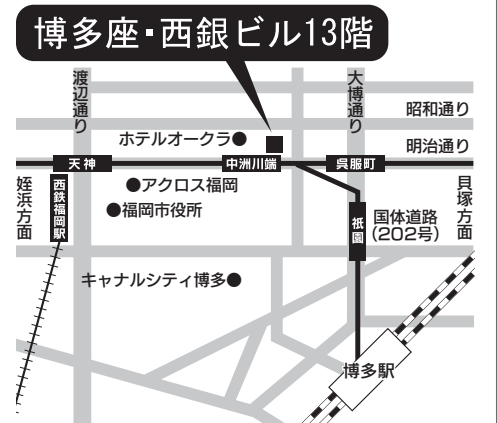 博多座・西銀ビル13階
渡辺通り
大博通り
昭和通り
ホテルオークラ●
明治通り
天神
中洲川端
呉服町
姪浜方面
西鉄福岡駅
●アクロス福岡
●福岡市役所
祇園
国体道路
(202号)
貝塚方面
キャナルシティ博多●
博多駅